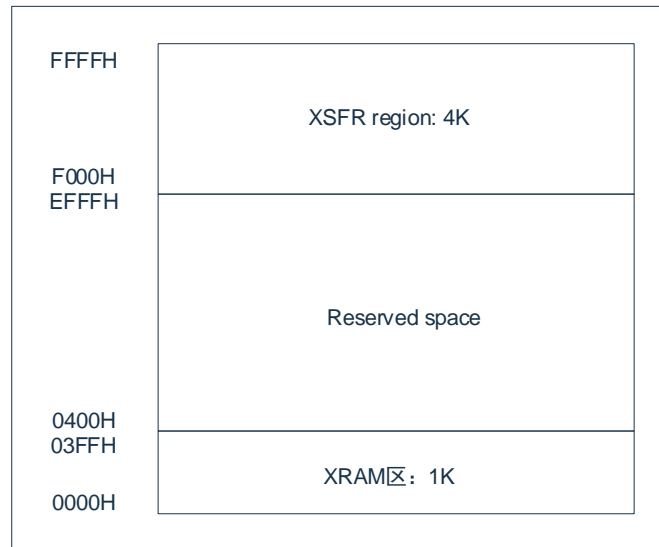 FFFFH
XSFR region: 4K
F000H
EFFFH
Reserved space
0400H
03FFH
XRAM区：1K
0000H